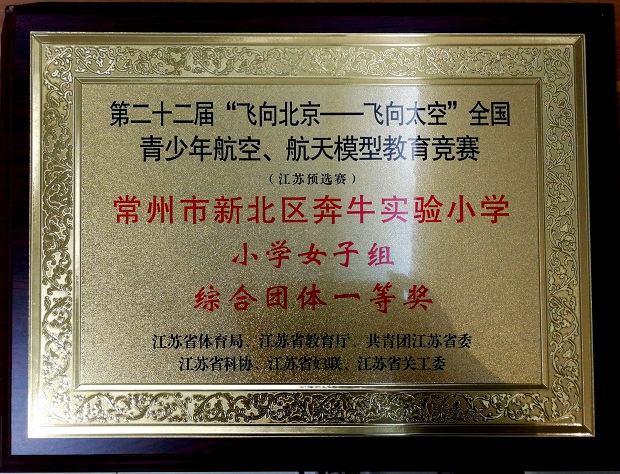 第二十二届“飞向北京——飞向太空”全国
青少年航空、航天模型教育竞赛
（江苏预选赛）
常州市新北区奔牛实验小学
小学女子组
综合团体一等奖
江苏省体育局、江苏省教育厅、共青团江苏省委
江苏省科协、江苏省妇联、江苏省关工委